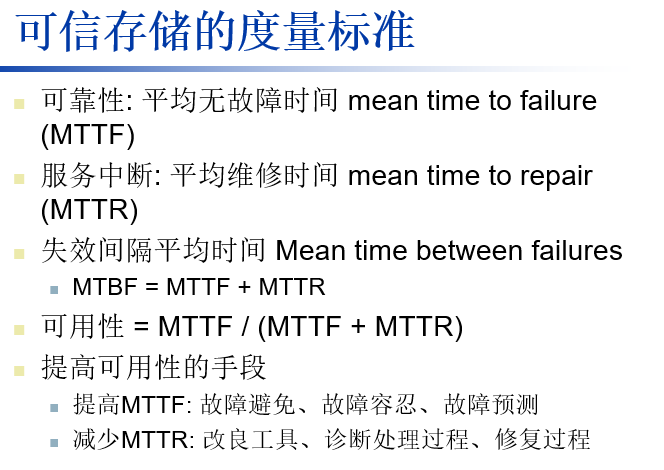 可信存储的度量标准
可靠性: 平均无故障时间 mean time to failure
(MTTF)
服务中断: 平均维修时间 mean time to repair
(MTTR)
失效间隔平均时间 Mean time between failures
MTBF = MTTF + MTTR
可用性 = MTTF / (MTTF + MTTR)
提高可用性的手段
提高MTTF: 故障避免、故障容忍、故障预测
减少MTTR: 改良工具、诊断处理过程、修复过程